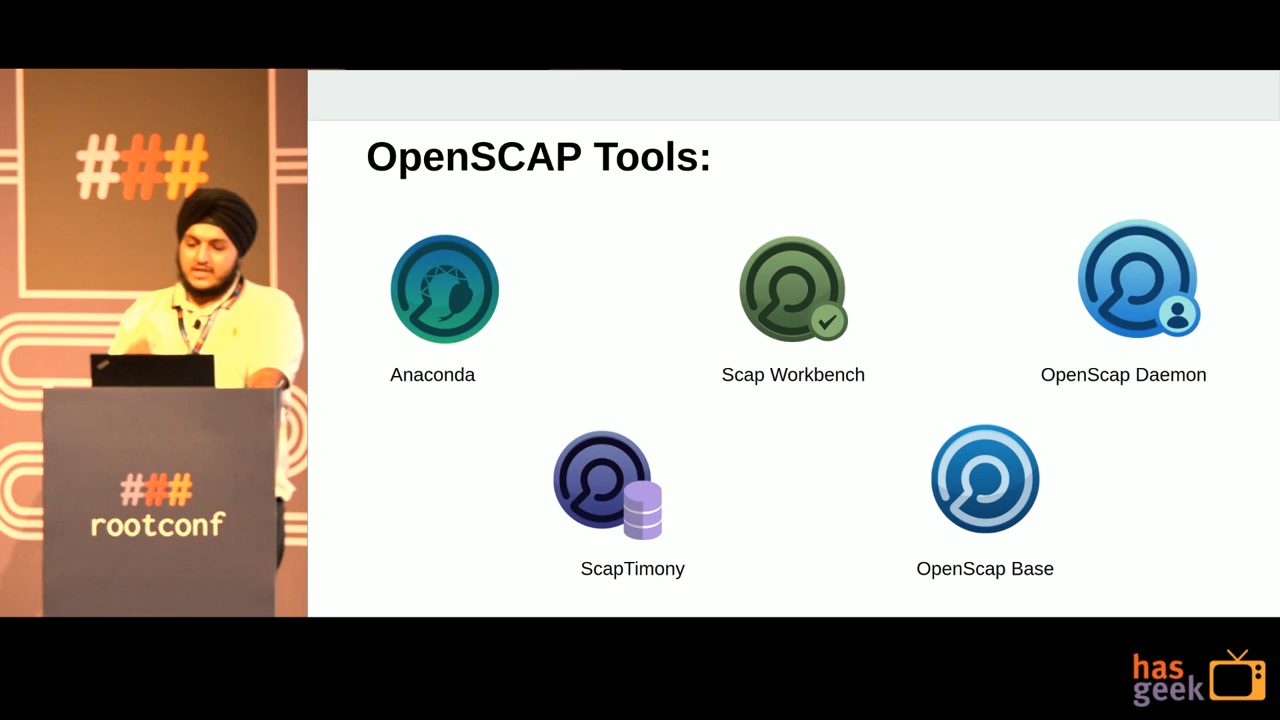 ###
OpenSCAP Tools:
Anaconda
Scap Workbench
OpenScap Daemon
ScapTimony
OpenScap Base
###
rootconf
has
geek